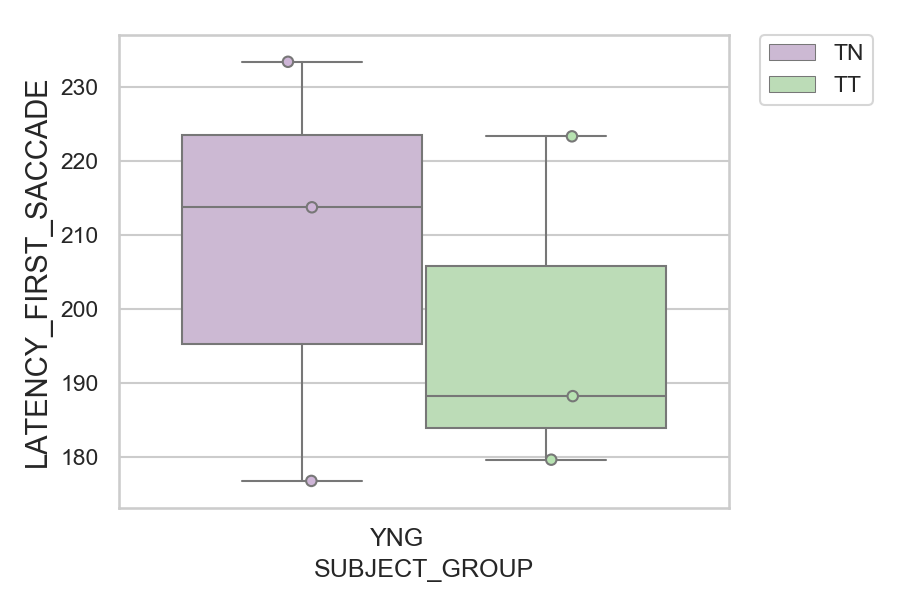 LATENCY_FIRST_SACCADE
230
220
210
200
190
180
YNG
SUBJECT_GROUP
TN
TT